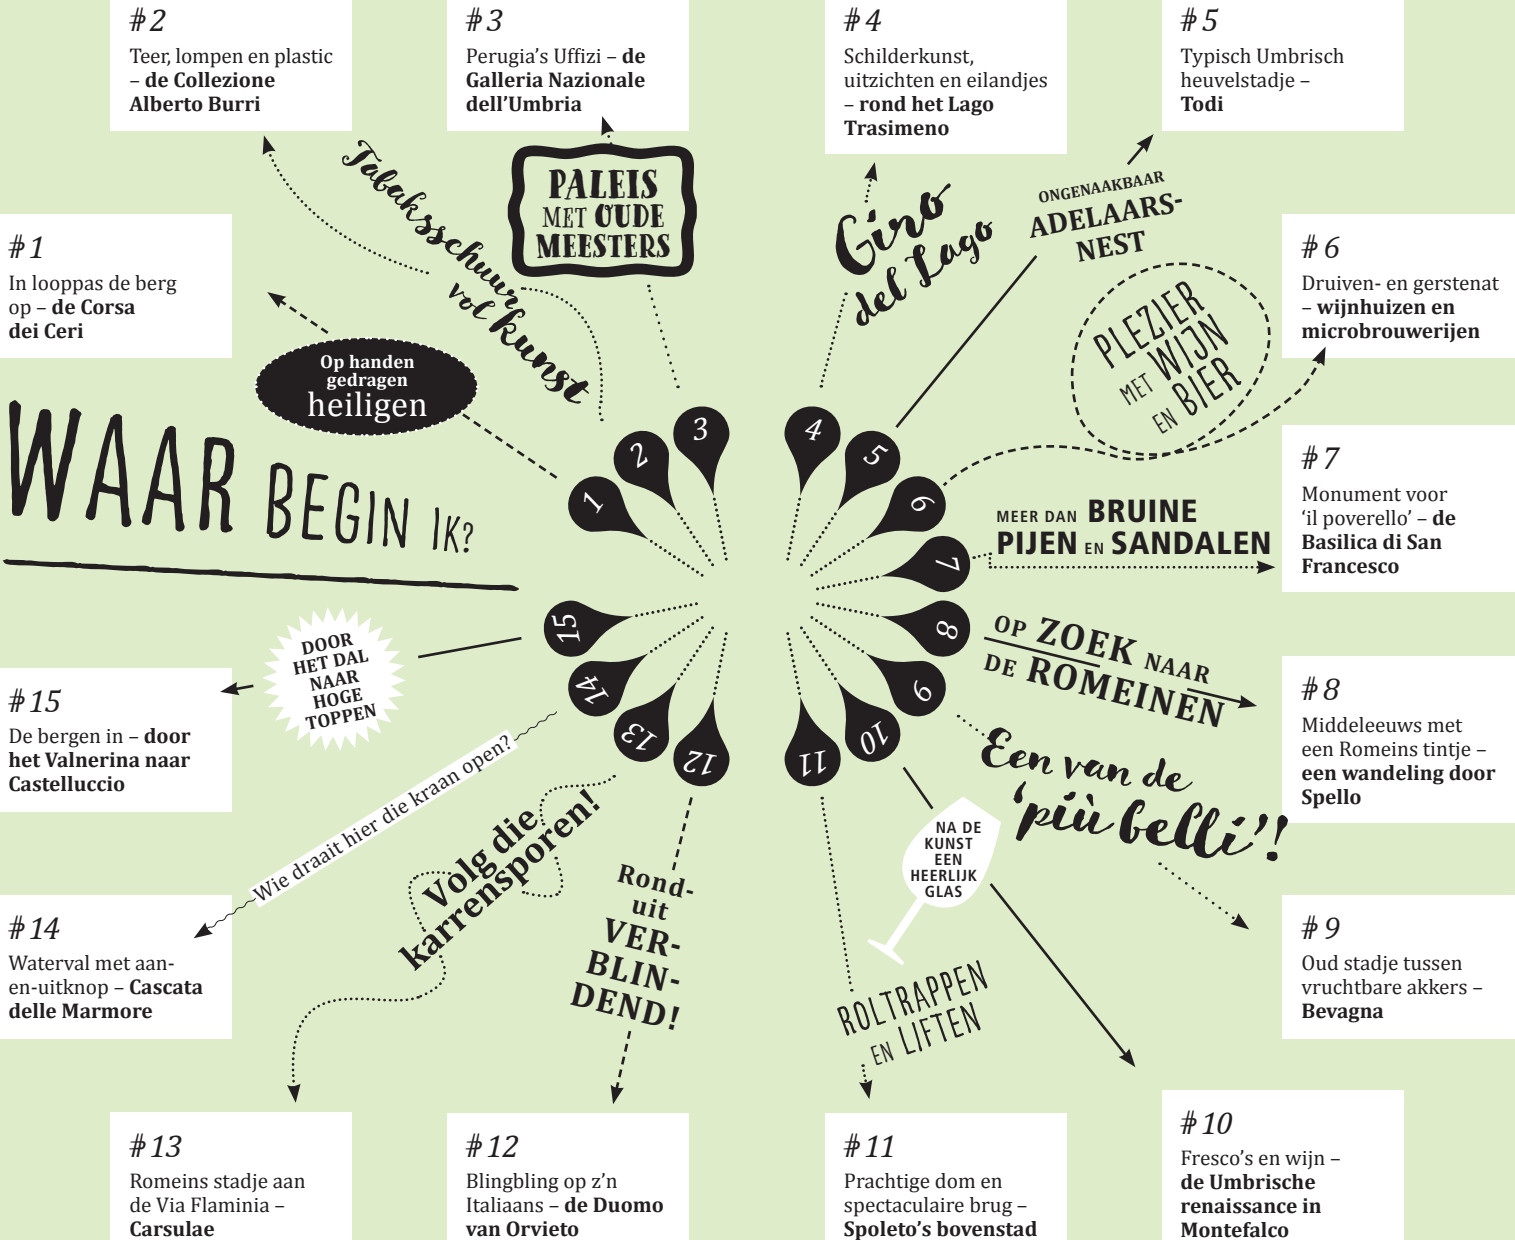 #2
Teer, lompen en plastic
– de Collezione
Alberto Burri
#3
Perugia’s Uffizi – de
Galleria Nazionale
dell’Umbria
#4
Schilderkunst,
uitzichten en eilandjes
– rond het Lago
Trasimeno
#5
Typisch Umbrisch
heuvelstadje –
Todi
#1
In looppas de berg
op – de Corsa
dei Ceri
Tabaksschuur
vol kunst
PALEIS
MET OUDE
MEESTERS
Giro
del Lago
ONGENAAKBAAR
ADELAARS-
NEST
#6
Druiven- en gerstenat
– wijnhuizen en
microbrouwerijen
Op handen
gedragen
heiligen
PLEZIER
MET WIJN
EN BIER
WAAR BEGIN IK?
1
2
3
4
5
6
7
8
9
10
11
12
13
14
15
MEER DAN BRUINE
PIJEN EN SANDALEN
#7
Monument voor
‘il poverello’ – de
Basilica di San
Francesco
OP ZOEK NAAR
DE ROMEINEN
#8
Middeleeuws met
een Romeins tintje –
een wandeling door
Spello
DOOR
HET DAL
NAAR
HOGE
TOPPEN
#15
De bergen in – door
het Valnerina naar
Castelluccio
Een van de
‘più belli’!
#9
Oud stadje tussen
vruchtbare akkers –
Bevagna
Wie draait hier die kraan open?
#14
Waterval met aan-
en-uitknop – Cascata
delle Marmore
Volg die
karrensporen!
Rond-
uit
VER-
BLIN-
DEND!
NA DE
KUNST
EEN
HEERLIJK
GLAS
ROLTRAPPEN
EN LIFTEN
#13
Romeins stadje aan
de Via Flaminia –
Carsulae
#12
Blingbling op z’n
Italiaans – de Duomo
van Orvieto
#11
Prachtige dom en
spectaculaire brug –
Spoleto’s bovenstad
#10
Fresco’s en wijn –
de Umbrische
renaissance in
Montefalco